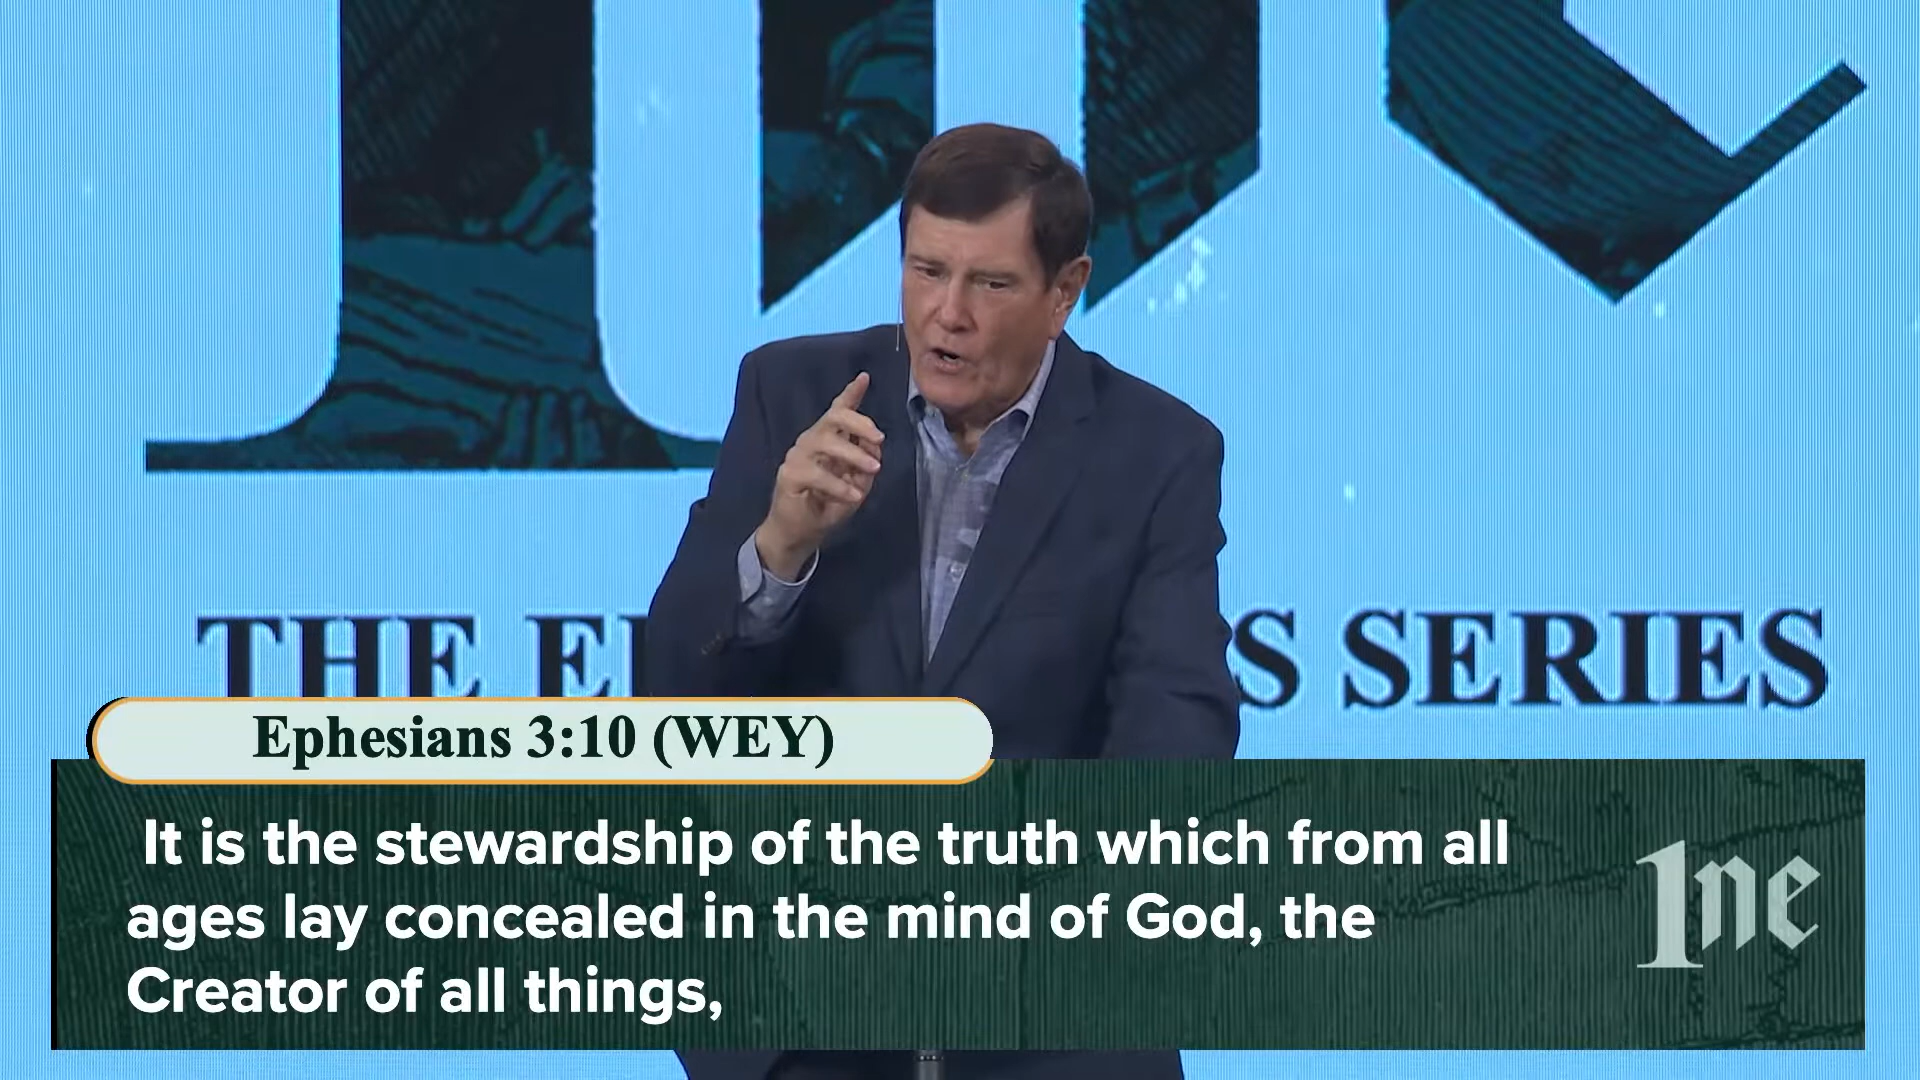 THE E
S SERIES
Ephesians 3:10 (WEY)
It is the stewardship of the truth which from all
ages lay concealed in the mind of God, the
Creator of all things,
1ne